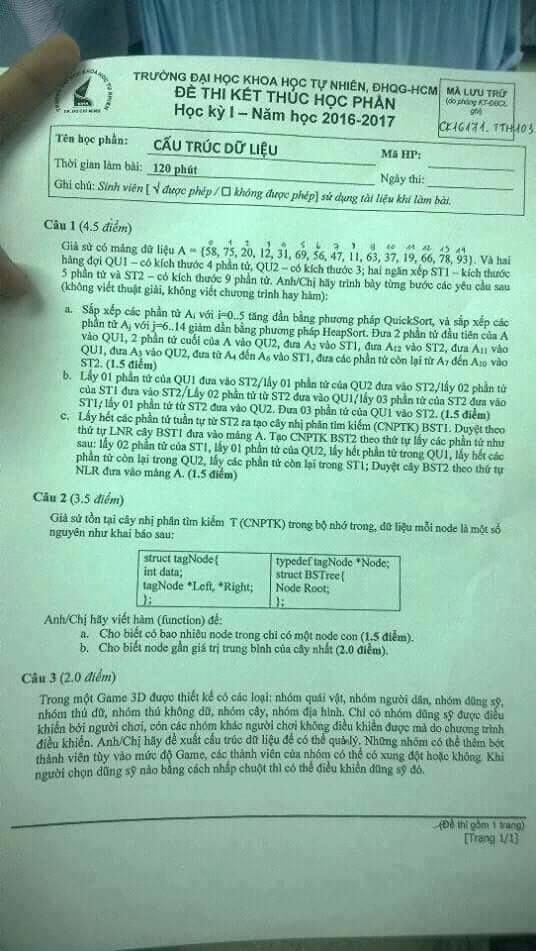 TRƯỜNG ĐẠI HỌC KHOA HỌC TỰ NHIÊN, ĐHQG-HCM
ĐỀ THI KẾT THÚC HỌC PHẦN
Học kỳ I – Năm học 2016-2017
MÃ LƯU TRỮ
(do phòng KT-ĐBCL
ghi)
CK16171_TTH103
Tên học phần: CẤU TRÚC DỮ LIỆU Mã HP:
Thời gian làm bài: 120 phút Ngày thi:
Ghi chú: Sinh viên [ √ được phép / ☐ không được phép] sử dụng tài liệu khi làm bài.
Câu 1 (4.5 điểm)
0 1 2 3 4 5 6 7 8 9 10 11 12 13 14
Giả sử có mảng dữ liệu A = {58, 75, 20, 12, 31, 69, 56, 47, 11, 63, 37, 19, 66, 78, 93}. Và hai
hàng đợi QU1 – có kích thước 4 phần tử, QU2 – có kích thước 3; hai ngăn xếp ST1 – kích thước
5 phần tử và ST2 – có kích thước 9 phần tử. Anh/Chị hãy trình bày từng bước các yêu cầu sau
(không viết thuật giải, không viết chương trình hay hàm):
a. Sắp xếp các phần tử Ai với i=0..5 tăng dần bằng phương pháp QuickSort, và sắp xếp các
phần tử Aj với j=6..14 giảm dần bằng phương pháp HeapSort. Đưa 2 phần tử đầu tiên của A
vào QU1, 2 phần tử cuối của A vào QU2, đưa A2 vào ST1, đưa A12 vào ST2, đưa A11 vào
QU1, đưa A3 vào QU2, đưa từ A4 đến A6 vào ST1, đưa các phần tử còn lại từ A7 đến A10 vào
ST2. (1.5 điểm)
b. Lấy 01 phần tử của QU1 đưa vào ST2/lấy 01 phần tử của QU2 đưa vào ST2/lấy 02 phần tử
của ST1 đưa vào ST2/Lấy 02 phần tử từ ST2 đưa vào QU1/lấy 03 phần tử của ST2 đưa vào
ST1/ lấy 01 phần tử từ ST2 đưa vào QU2. Đưa 03 phần tử của QU1 vào ST2. (1.5 điểm)
c. Lấy hết các phần tử tuần tự từ ST2 ra tạo cây nhị phân tìm kiếm (CNPTK) BST1. Duyệt theo
thứ tự LNR cây BST1 đưa vào mảng A. Tạo CNPTK BST2 theo thứ tự lấy các phần tử như
sau: lấy 02 phần tử của ST1, lấy 01 phần tử của QU2, lấy hết phần tử trong QU1, lấy hết các
phần tử còn lại trong QU2, lấy các phần tử còn lại trong ST1; Duyệt cây BST2 theo thứ tự
NLR đưa vào mảng A. (1.5 điểm)
Câu 2 (3.5 điểm)
Giả sử tồn tại cây nhị phân tìm kiếm T (CNPTK) trong bộ nhớ trong, dữ liệu mỗi node là một số
nguyên như khai báo sau:
struct tagNode{ typedef tagNode *Node;
int data; struct BSTree{
tagNode *Left, *Right; Node Root;
}; };
Anh/Chị hãy viết hàm (function) để:
a. Cho biết có bao nhiêu node trong chỉ có một node con (1.5 điểm).
b. Cho biết node gần giá trị trung bình của cây nhất (2.0 điểm).
Câu 3 (2.0 điểm)
Trong một Game 3D được thiết kế có các loại: nhóm quái vật, nhóm người dân, nhóm dũng sỹ,
nhóm thú dữ, nhóm thú không dữ, nhóm cây, nhóm địa hình. Chỉ có nhóm dũng sỹ được điều
khiển bởi người chơi, còn các nhóm khác người chơi không điều khiển được mà do chương trình
điều khiển. Anh/Chị hãy đề xuất cấu trúc dữ liệu để có thể quản lý. Những nhóm có thể thêm bớt
thành viên tùy vào mức độ Game, các thành viên của nhóm có thể có xung đột hoặc không. Khi
người chọn dũng sỹ nào bằng cách nhấp chuột thì có thể điều khiển dũng sỹ đó.
(Đề thi gồm 1 trang)
[Trang 1/1]